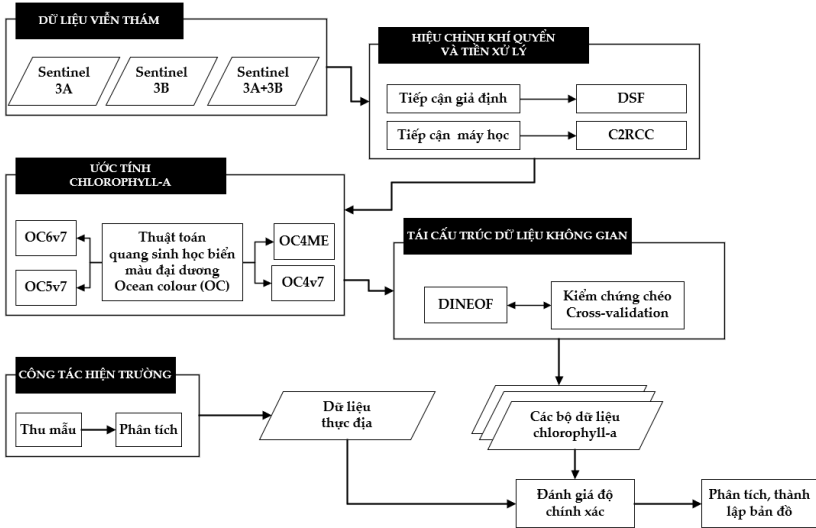 DỮ LIỆU VIỄN THÁM
Sentinel
3A
Sentinel
3B
Sentinel
3A+3B
HIỆU CHỈNH KHÍ QUYỂN
VÀ TIỀN XỬ LÝ
Tiếp cận giả định
DSF
Tiếp cận máy học
C2RCC
ƯỚC TÍNH
CHLOROPHYLL-A
OC6v7
OC5v7
Thuật toán
quang sinh học biển
màu đại dương
Ocean colour (OC)
OC4ME
OC4v7
TÁI CẤU TRÚC DỮ LIỆU KHÔNG GIAN
DINEOF
Kiểm chứng chéo
Cross-validation
CÔNG TÁC HIỆN TRƯỜNG
Thu mẫu
Phân tích
Dữ liệu
thực địa
Các bộ dữ liệu
chlorophyll-a
Đánh giá độ
chính xác
Phân tích, thành
lập bản đồ